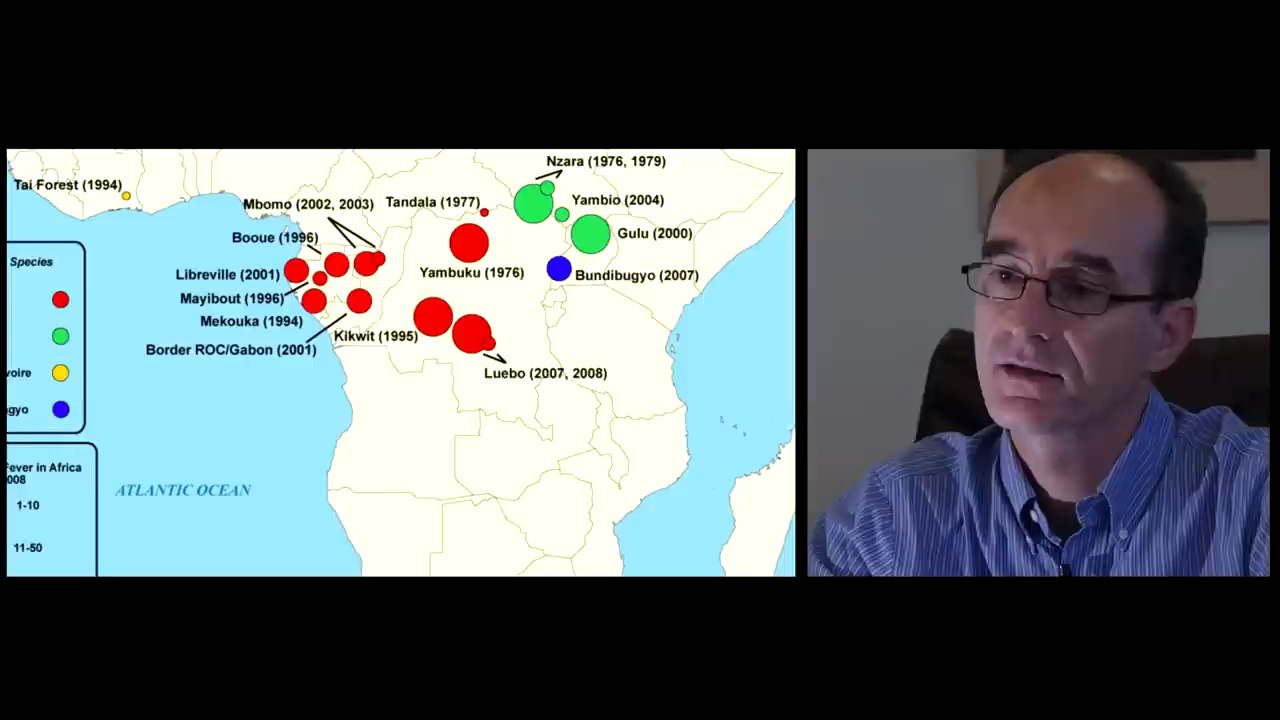 Nzara (1976, 1979)
Tai Forest (1994)
Mbomo (2002, 2003)
Tandala (1977)
Yambio (2004)
Booue (1996)
Gulu (2000)
Species
Libreville (2001)
Yambuku (1976)
Bundibugyo (2007)
Mayibout (1996)
Mekouka (1994)
Kikwit (1995)
Border ROC/Gabon (2001)
voire
Luebo (2007, 2008)
gyo
Fever in Africa
008
ATLANTIC OCEAN
1-10
11-50